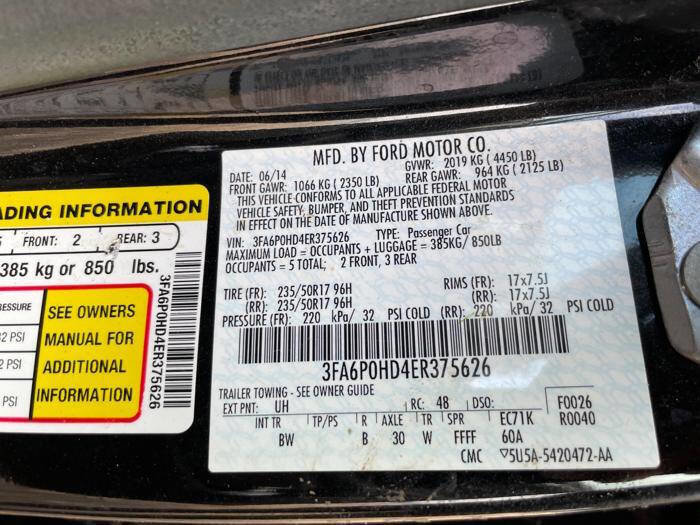 MFD. BY FORD MOTOR CO.
DATE: 06/14 GVWR: 2019 KG ( 4450 LB)
FRONT GAWR: 1066 KG ( 2350 LB) REAR GAWR: 964 KG ( 2125 LB)
THIS VEHICLE CONFORMS TO ALL APPLICABLE FEDERAL MOTOR
VEHICLE SAFETY, BUMPER, AND THEFT PREVENTION STANDARDS
IN EFFECT ON THE DATE OF MANUFACTURE SHOWN ABOVE.
VIN: 3FA6P0HD4ER375626 TYPE: Passenger Car
MAXIMUM LOAD = OCCUPANTS + LUGGAGE = 385KG/ 850LB
OCCUPANTS = 5 TOTAL; 2 FRONT, 3 REAR
TIRE (FR): 235/50R17 96H RIMS (FR): 17x7.5J
(RR): 235/50R17 96H (RR): 17x7.5J
PRESSURE (FR): 220 kPa/ 32 PSI COLD (RR): 220 kPa/ 32 PSI COLD
3FA6P0HD4ER375626
TRAILER TOWING - SEE OWNER GUIDE
EXT PNT: UH RC: 48 DSO: F0026
R0040
INT TR TP/PS R AXLE TR SPR EC71K
BW B 30 W FFFF 60A
CMC ▽5U5A-5420472-AA
ADING INFORMATION
FRONT: 2 REAR: 3
385 kg or 850 lbs.
3FA6P0HD4ER375626
RESSURE
2 PSI
2 PSI
PSI
SEE OWNERS
MANUAL FOR
ADDITIONAL
INFORMATION